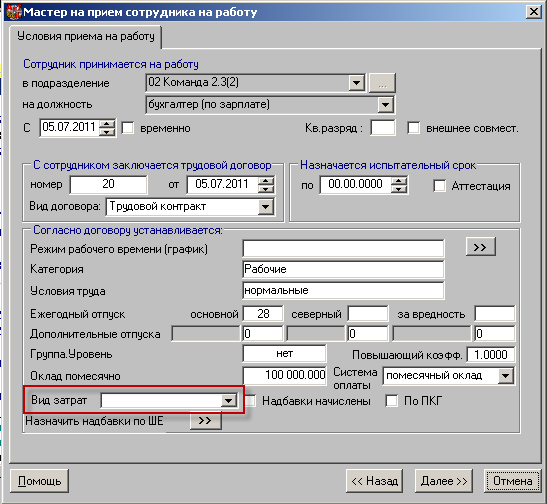 Мастер на прием сотрудника на работу
Условия приема на работу
Сотрудник принимается на работу
в подразделение 02 Команда 2.3(2) ...
на должность бухгалтер (по зарплате)
С 05.07.2011 временно Кв.разряд : внешнее совмест.
С сотрудником заключается трудовой договор
номер 20 от 05.07.2011
Вид договора: Трудовой контракт
Назначается испытательный срок
по 00.00.0000 Аттестация
Согласно договору устанавливается:
Режим рабочего времени (график) >>
Категория Рабочие
Условия труда нормальные
Ежегодный отпуск основной 28 северный за вредность
Дополнительные отпуска 0 0 0
Группа.Уровень нет Повышающий коэфф. 1.0000
Оклад помесячно 100 000.000 Система оплаты помесячный оклад
Вид затрат Надбавки начислены По ПКГ
Назначить надбавки по ШЕ >>
Помощь << Назад Далее >> Отмена